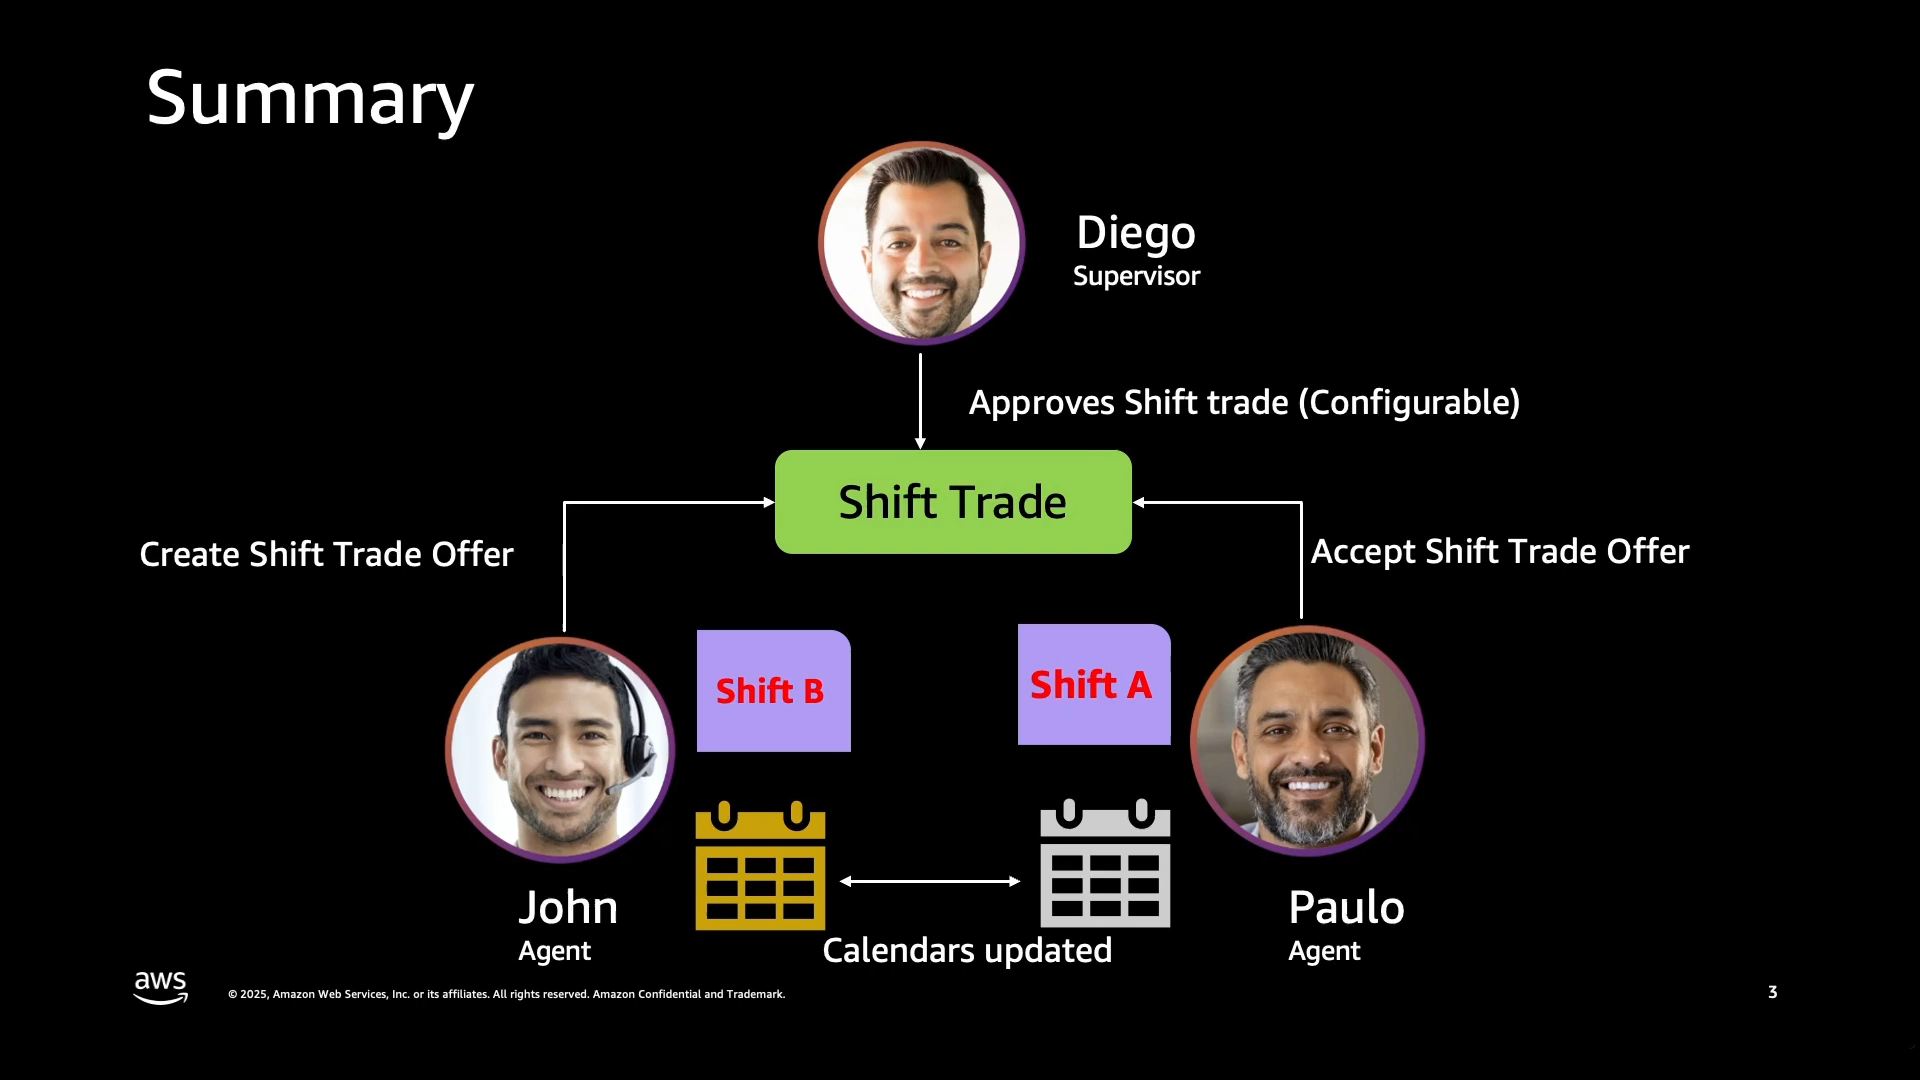 Summary
Diego
Supervisor
Approves Shift trade (Configurable)
Shift Trade
Create Shift Trade Offer
Accept Shift Trade Offer
Shift B
Shift A
John
Agent
Paulo
Agent
Calendars updated
aws
© 2025, Amazon Web Services, Inc. or its affiliates. All rights reserved. Amazon Confidential and Trademark.
3